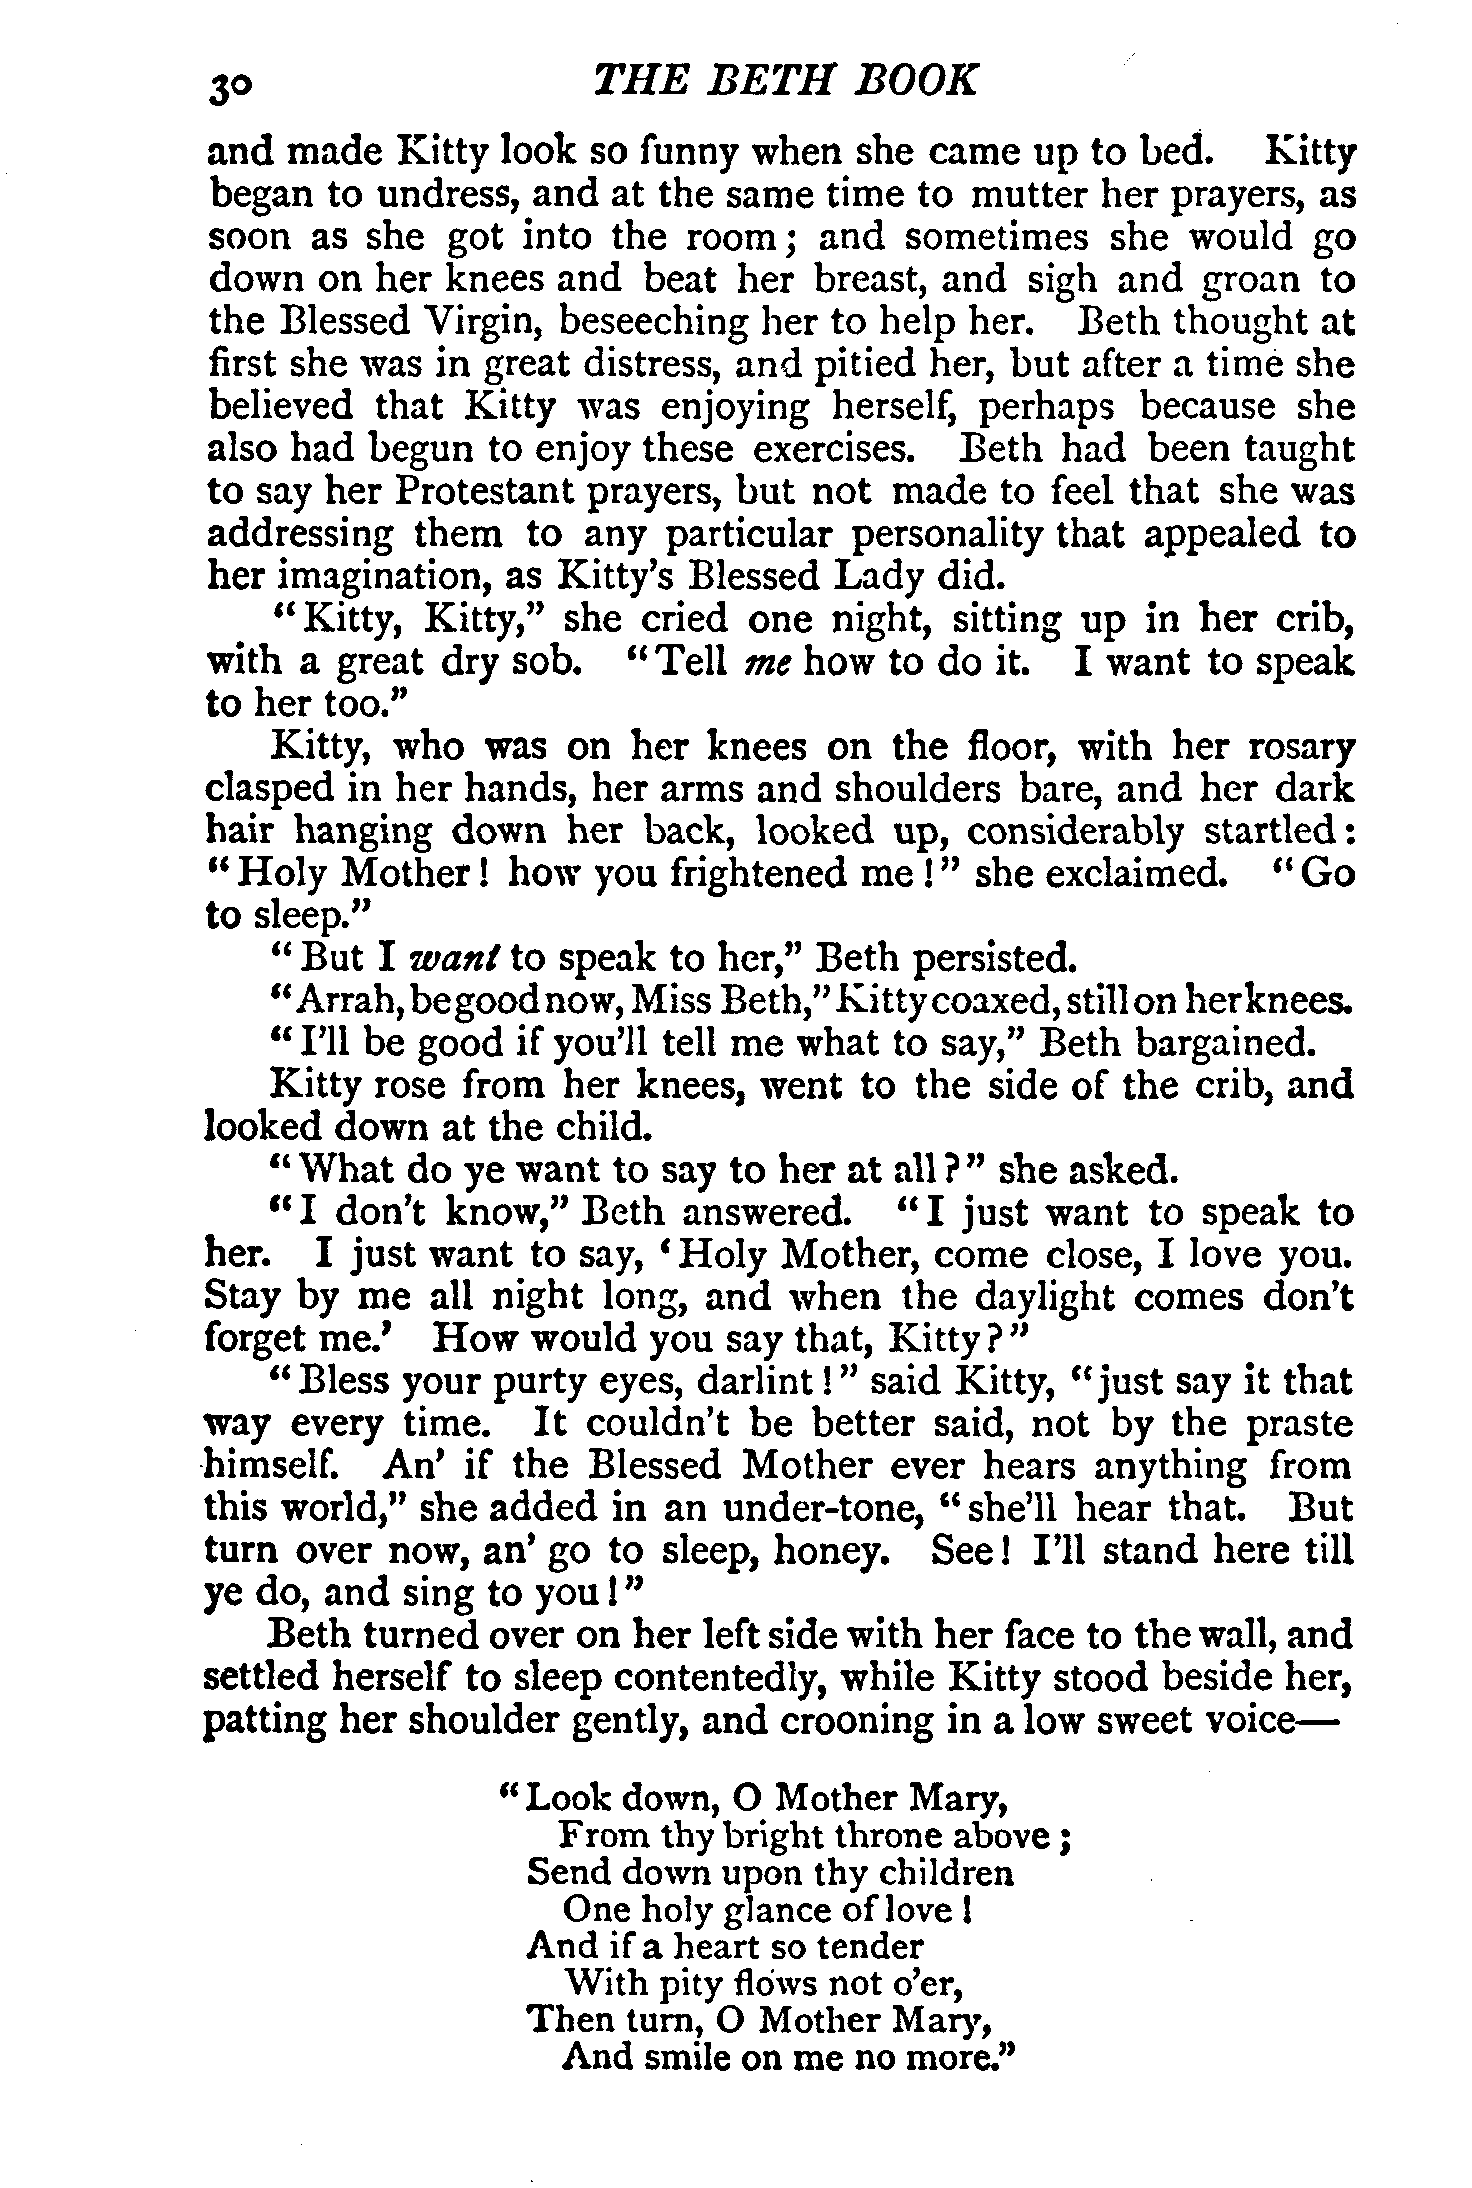 30 THE BETH BOOK
and made Kitty look so funny when she came up to bed. Kitty
began to undress, and at the same time to mutter her prayers, as
soon as she got into the room; and sometimes she would go
down on her knees and beat her breast, and sigh and groan to
the Blessed Virgin, beseeching her to help her. Beth thought at
first she was in great distress, and pitied her, but after a time she
believed that Kitty was enjoying herself, perhaps because she
also had begun to enjoy these exercises. Beth had been taught
to say her Protestant prayers, but not made to feel that she was
addressing them to any particular personality that appealed to
her imagination, as Kitty's Blessed Lady did.
"Kitty, Kitty," she cried one night, sitting up in her crib,
with a great dry sob. "Tell me how to do it. I want to speak
to her too."
Kitty, who was on her knees on the floor, with her rosary
clasped in her hands, her arms and shoulders bare, and her dark
hair hanging down her back, looked up, considerably startled:
"Holy Mother! how you frightened me!" she exclaimed. "Go
to sleep."
"But I want to speak to her," Beth persisted.
"Arrah, be good now, Miss Beth," Kitty coaxed, still on her knees.
"I'll be good if you'll tell me what to say," Beth bargained.
Kitty rose from her knees, went to the side of the crib, and
looked down at the child.
"What do ye want to say to her at all?" she asked.
"I don't know," Beth answered. "I just want to speak to
her. I just want to say, 'Holy Mother, come close, I love you.
Stay by me all night long, and when the daylight comes don't
forget me.' How would you say that, Kitty?"
"Bless your purty eyes, darlint!" said Kitty, "just say it that
way every time. It couldn't be better said, not by the praste
himself. An' if the Blessed Mother ever hears anything from
this world," she added in an under-tone, "she'll hear that. But
turn over now, an' go to sleep, honey. See! I'll stand here till
ye do, and sing to you!"
Beth turned over on her left side with her face to the wall, and
settled herself to sleep contentedly, while Kitty stood beside her,
patting her shoulder gently, and crooning in a low sweet voice—
"Look down, O Mother Mary,
From thy bright throne above;
Send down upon thy children
One holy glance of love!
And if a heart so tender
With pity flows not o'er,
Then turn, O Mother Mary,
And smile on me no more."